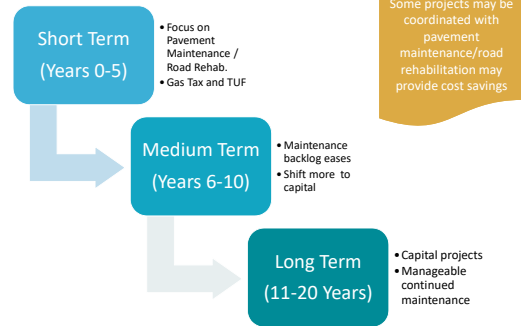 Short Term
(Years 0-5)
• Focus on
Pavement
Maintenance /
Road Rehab.
• Gas Tax and TUF
Some projects may be
coordinated with
pavement
maintenance/road
rehabilitation may
provide cost savings
Medium Term
(Years 6-10)
• Maintenance
backlog eases
• Shift more to
capital
Long Term
(11-20 Years)
• Capital projects
• Manageable
continued
maintenance